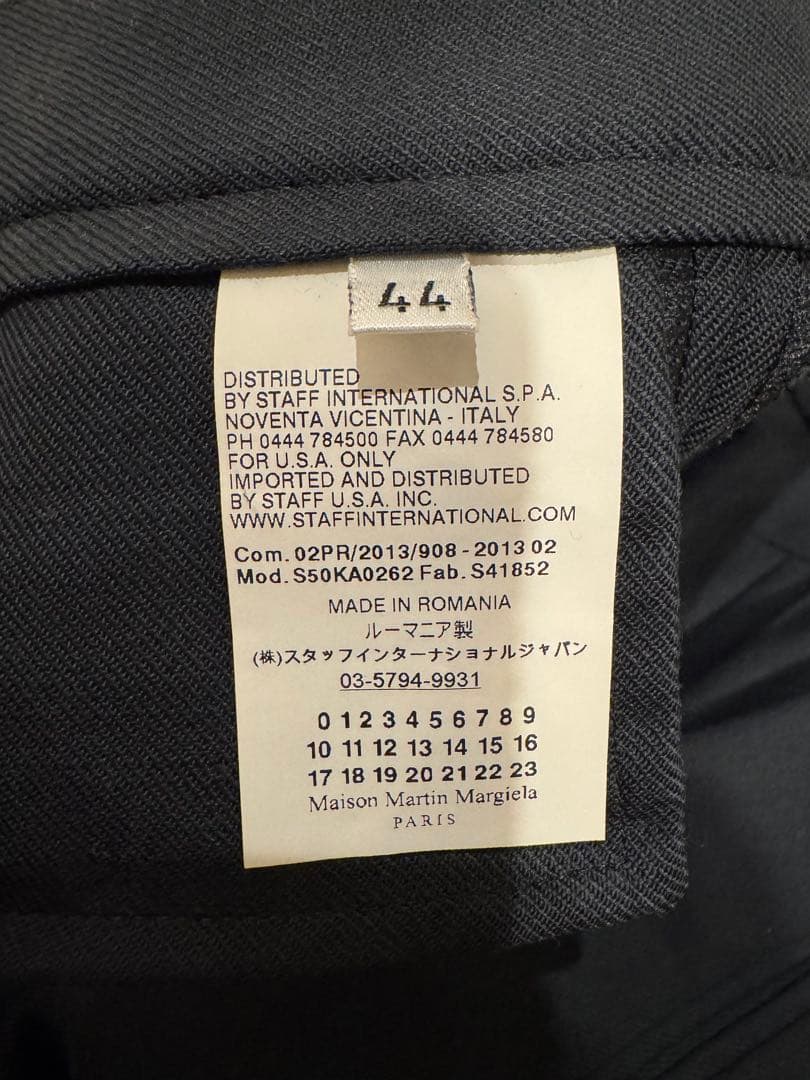 44
DISTRIBUTED
BY STAFF INTERNATIONAL S.P.A.
NOVENTA VICENTINA - ITALY
PH 0444 784500 FAX 0444 784580
FOR U.S.A. ONLY
IMPORTED AND DISTRIBUTED
BY STAFF U.S.A. INC.
WWW.STAFFINTERNATIONAL.COM
Com. 02PR/2013/908 - 2013 02
Mod. S50KA0262 Fab. S41852
MADE IN ROMANIA
ルーマニア製
(株)スタッフインターナショナルジャパン
03-5794-9931
0 1 2 3 4 5 6 7 8 9
10 11 12 13 14 15 16
17 18 19 20 21 22 23
Maison Martin Margiela
PARIS